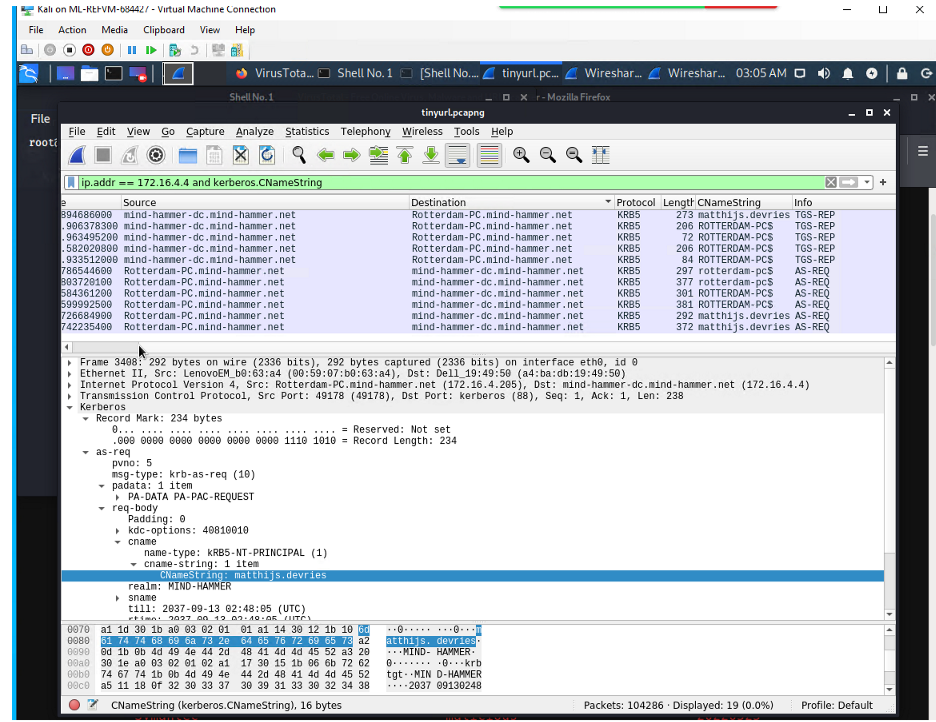 Kali on ML-REFVM-684427 - Virtual Machine Connection
File Action Media Clipboard View Help
VirusTota... Shell No. 1 [Shell No.... tinyurl.pc... Wireshar... Wireshar... 03:05 AM
Shell No. 1
r - Mozilla Firefox
File
tinyurl.pcapng
File Edit View Go Capture Analyze Statistics Telephony Wireless Tools Help
ip.addr == 172.16.4.4 and kerberos.CNameString
e Source Destination Protocol Length CNameString Info
894686000 mind-hammer-dc.mind-hammer.net Rotterdam-PC.mind-hammer.net KRB5 273 matthijs.devries TGS-REP
.906378300 mind-hammer-dc.mind-hammer.net Rotterdam-PC.mind-hammer.net KRB5 206 ROTTERDAM-PC$ TGS-REP
.963495200 mind-hammer-dc.mind-hammer.net Rotterdam-PC.mind-hammer.net KRB5 72 ROTTERDAM-PC$ TGS-REP
.582020800 mind-hammer-dc.mind-hammer.net Rotterdam-PC.mind-hammer.net KRB5 206 ROTTERDAM-PC$ TGS-REP
.933512000 mind-hammer-dc.mind-hammer.net Rotterdam-PC.mind-hammer.net KRB5 84 ROTTERDAM-PC$ TGS-REP
786544600 Rotterdam-PC.mind-hammer.net mind-hammer-dc.mind-hammer.net KRB5 297 rotterdam-pc$ AS-REQ
803720100 Rotterdam-PC.mind-hammer.net mind-hammer-dc.mind-hammer.net KRB5 377 rotterdam-pc$ AS-REQ
584361200 Rotterdam-PC.mind-hammer.net mind-hammer-dc.mind-hammer.net KRB5 301 ROTTERDAM-PC$ AS-REQ
599992500 Rotterdam-PC.mind-hammer.net mind-hammer-dc.mind-hammer.net KRB5 381 ROTTERDAM-PC$ AS-REQ
726684900 Rotterdam-PC.mind-hammer.net mind-hammer-dc.mind-hammer.net KRB5 292 matthijs.devries AS-REQ
742235400 Rotterdam-PC.mind-hammer.net mind-hammer-dc.mind-hammer.net KRB5 372 matthijs.devries AS-REQ
Frame 3408: 292 bytes on wire (2336 bits), 292 bytes captured (2336 bits) on interface eth0, id 0
Ethernet II, Src: LenovoEM_b0:63:a4 (00:59:07:b0:63:a4), Dst: Dell_19:49:50 (a4:ba:db:19:49:50)
Internet Protocol Version 4, Src: Rotterdam-PC.mind-hammer.net (172.16.4.205), Dst: mind-hammer-dc.mind-hammer.net (172.16.4.4)
Transmission Control Protocol, Src Port: 49178 (49178), Dst Port: kerberos (88), Seq: 1, Ack: 1, Len: 238
Kerberos
Record Mark: 234 bytes
0... .... .... .... .... .... .... .... = Reserved: Not set
.000 0000 0000 0000 0000 0000 1110 1010 = Record Length: 234
as-req
pvno: 5
msg-type: krb-as-req (10)
padata: 1 item
PA-DATA PA-PAC-REQUEST
req-body
Padding: 0
kdc-options: 40810010
cname
name-type: kRB5-NT-PRINCIPAL (1)
cname-string: 1 item
CNameString: matthijs.devries
realm: MIND-HAMMER
sname
till: 2037-09-13 02:48:05 (UTC)
rtime: 2037-09-13 02:48:05 (UTC)
0070 a1 1d 30 1b a0 03 02 01 01 a1 14 30 12 1b 10 6d ··0····· ···0···m
0080 61 74 74 68 69 6a 73 2e 64 65 76 72 69 65 73 a2 atthijs. devries·
0090 0d 1b 0b 4d 49 4e 44 2d 48 41 4d 4d 45 52 a3 20 ···MIND- HAMMER·
00a0 30 1e a0 03 02 01 02 a1 17 30 15 1b 06 6b 72 62 0······· ·0···krb
00b0 74 67 74 1b 0b 4d 49 4e 44 2d 48 41 4d 4d 45 52 tgt··MIN D-HAMMER
00c0 a5 11 18 0f 32 30 33 37 30 39 31 33 30 32 34 38 ····2037 09130248
CNameString (kerberos.CNameString), 16 bytes Packets: 104286 · Displayed: 19 (0.0%) Profile: Default